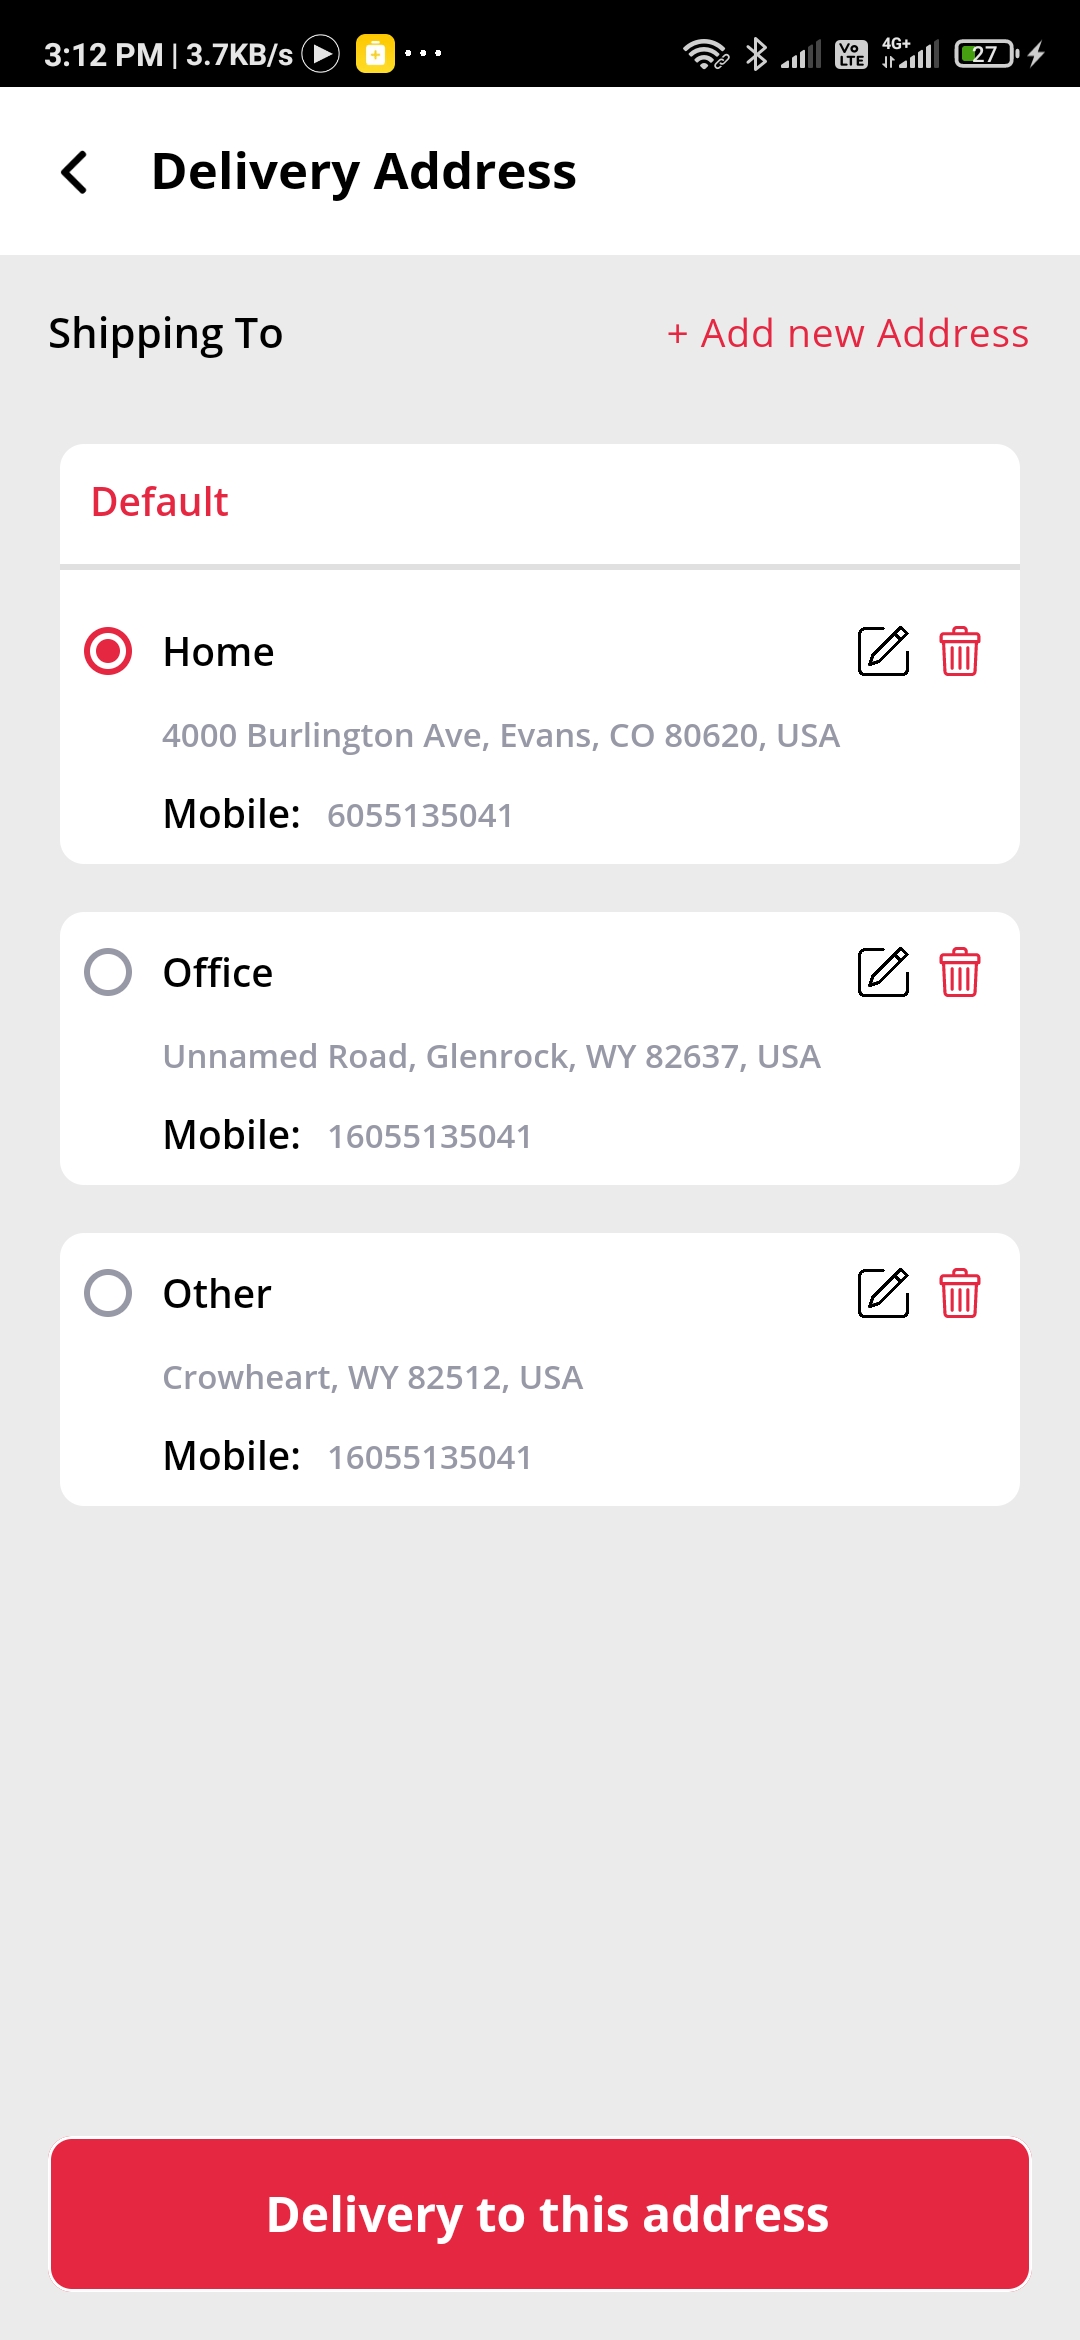 3:12 PM | 3.7KB/s ... Vo LTE 4G+ 27
Delivery Address
Shipping To + Add new Address
Default
Home
4000 Burlington Ave, Evans, CO 80620, USA
Mobile: 6055135041
Office
Unnamed Road, Glenrock, WY 82637, USA
Mobile: 16055135041
Other
Crowheart, WY 82512, USA
Mobile: 16055135041
Delivery to this address